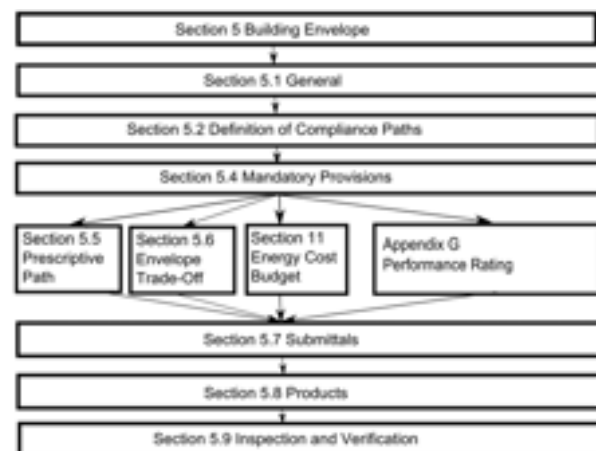 Section 5 Building Envelope
Section 5.1 General
Section 5.2 Definition of Compliance Paths
Section 5.4 Mandatory Provisions
Section 5.5
Prescriptive
Path
Section 5.6
Envelope
Trade-Off
Section 11
Energy Cost
Budget
Appendix G
Performance Rating
Section 5.7 Submittals
Section 5.8 Products
Section 5.9 Inspection and Verification